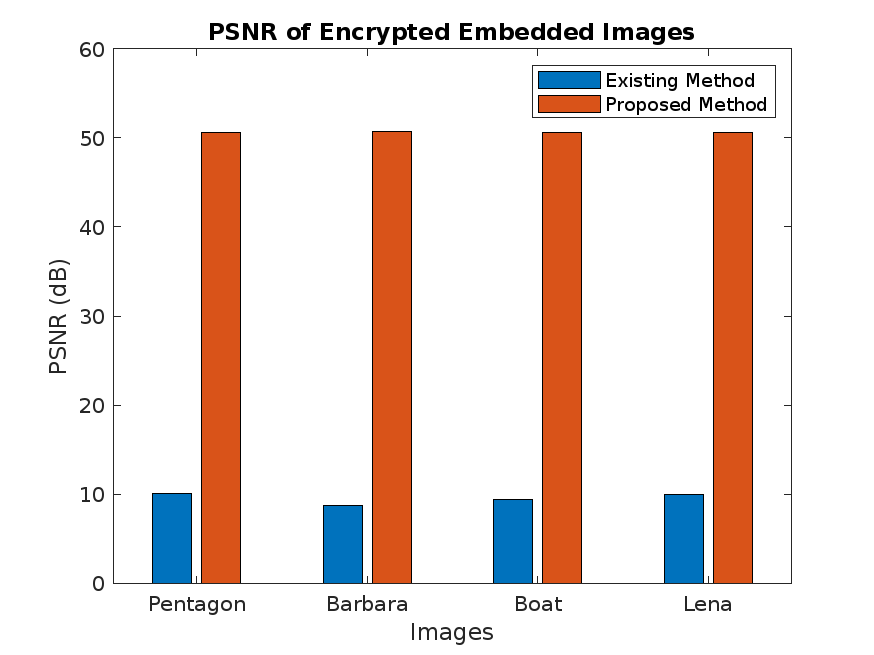 PSNR of Encrypted Embedded Images
60
50
40
30
20
10
0
PSNR (dB)
Existing Method
Proposed Method
Pentagon Barbara Boat Lena
Images